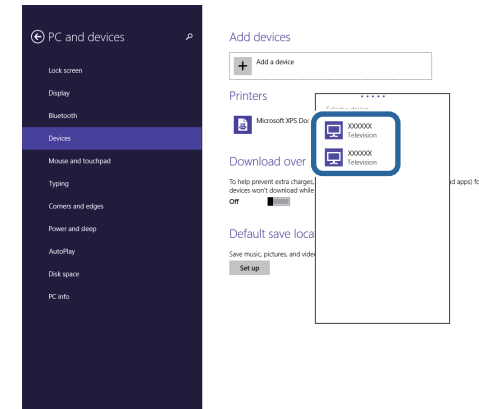 PC and devices
Lock screen
Display
Bluetooth
Devices
Mouse and touchpad
Typing
Corners and edges
Power and sleep
AutoPlay
Disk space
PC info
Add devices
Add a device
Printers
Microsoft XPS Do
Download over
To help prevent extra charges,
d apps) fo
devices won't download while
Off
Default save loca
Save music, pictures, and vide
Set up
Select a device
XXXXXX
Television
XXXXXX
Television